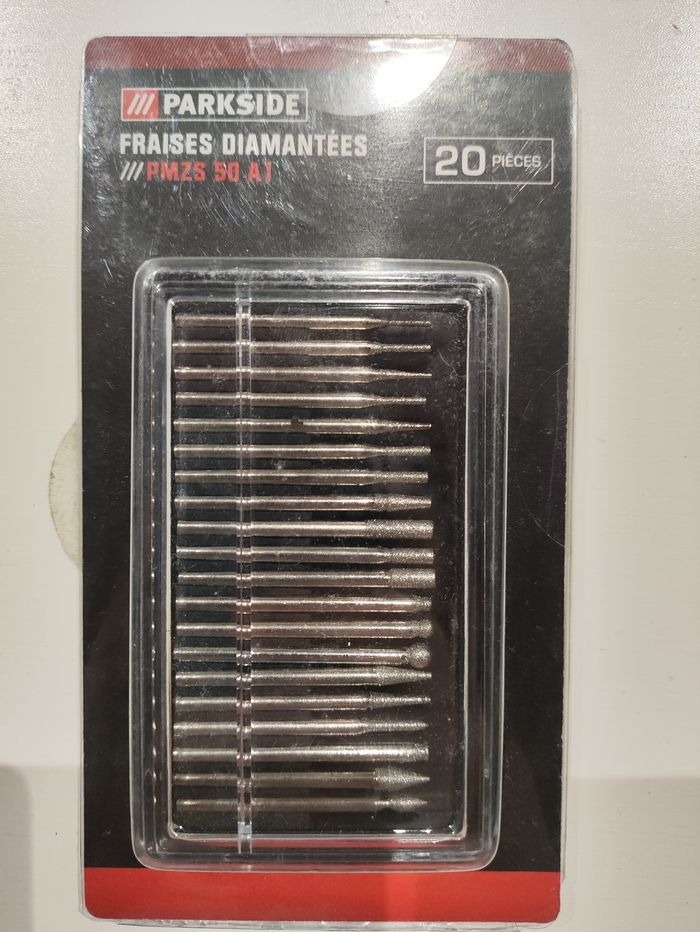 /// PARKSIDE
FRAISES DIAMANTÉES
/// PMZS 50 A1
20 PIÈCES